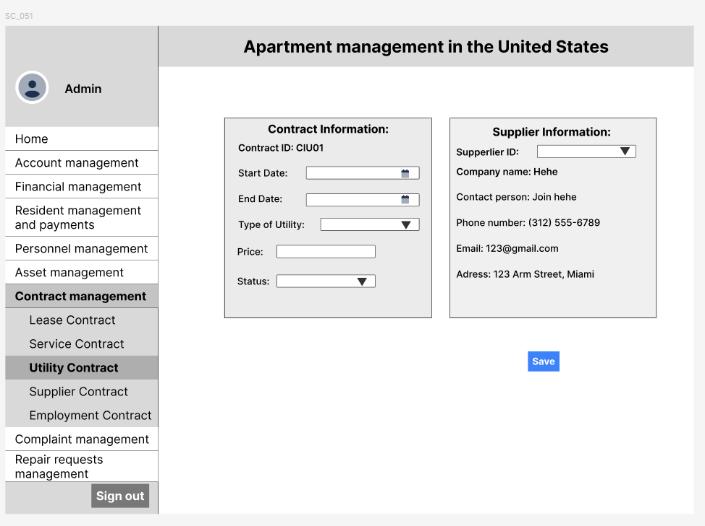 SC_051
Apartment management in the United States
Admin
Home
Account management
Financial management
Resident management
and payments
Personnel management
Asset management
Contract management
Lease Contract
Service Contract
Utility Contract
Supplier Contract
Employment Contract
Complaint management
Repair requests
management
Sign out
Contract Information:
Contract ID: CIU01
Start Date:
End Date:
Type of Utility:
Price:
Status:
Supplier Information:
Supperlier ID:
Company name: Hehe
Contact person: Join hehe
Phone number: (312) 555-6789
Email: 123@gmail.com
Adress: 123 Arm Street, Miami
Save